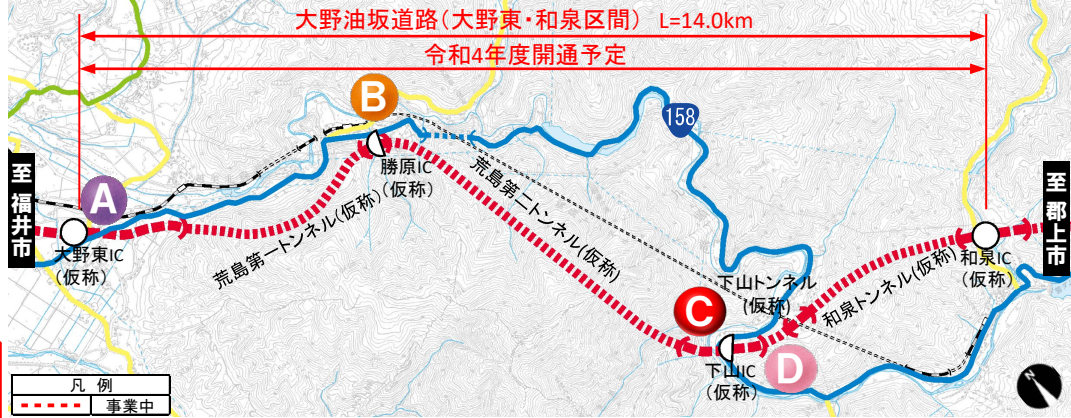 大野油坂道路(大野東・和泉区間) L=14.0km
令和4年度開通予定
158
B
至 福井市
A
大野東IC
(仮称)
勝原IC
(仮称)
荒島第一トンネル(仮称)
荒島第二トンネル(仮称)
下山トンネル
(仮称)
C
下山IC
(仮称)
D
和泉トンネル(仮称)
和泉IC
(仮称)
至 郡上市
凡 例
事業中
N